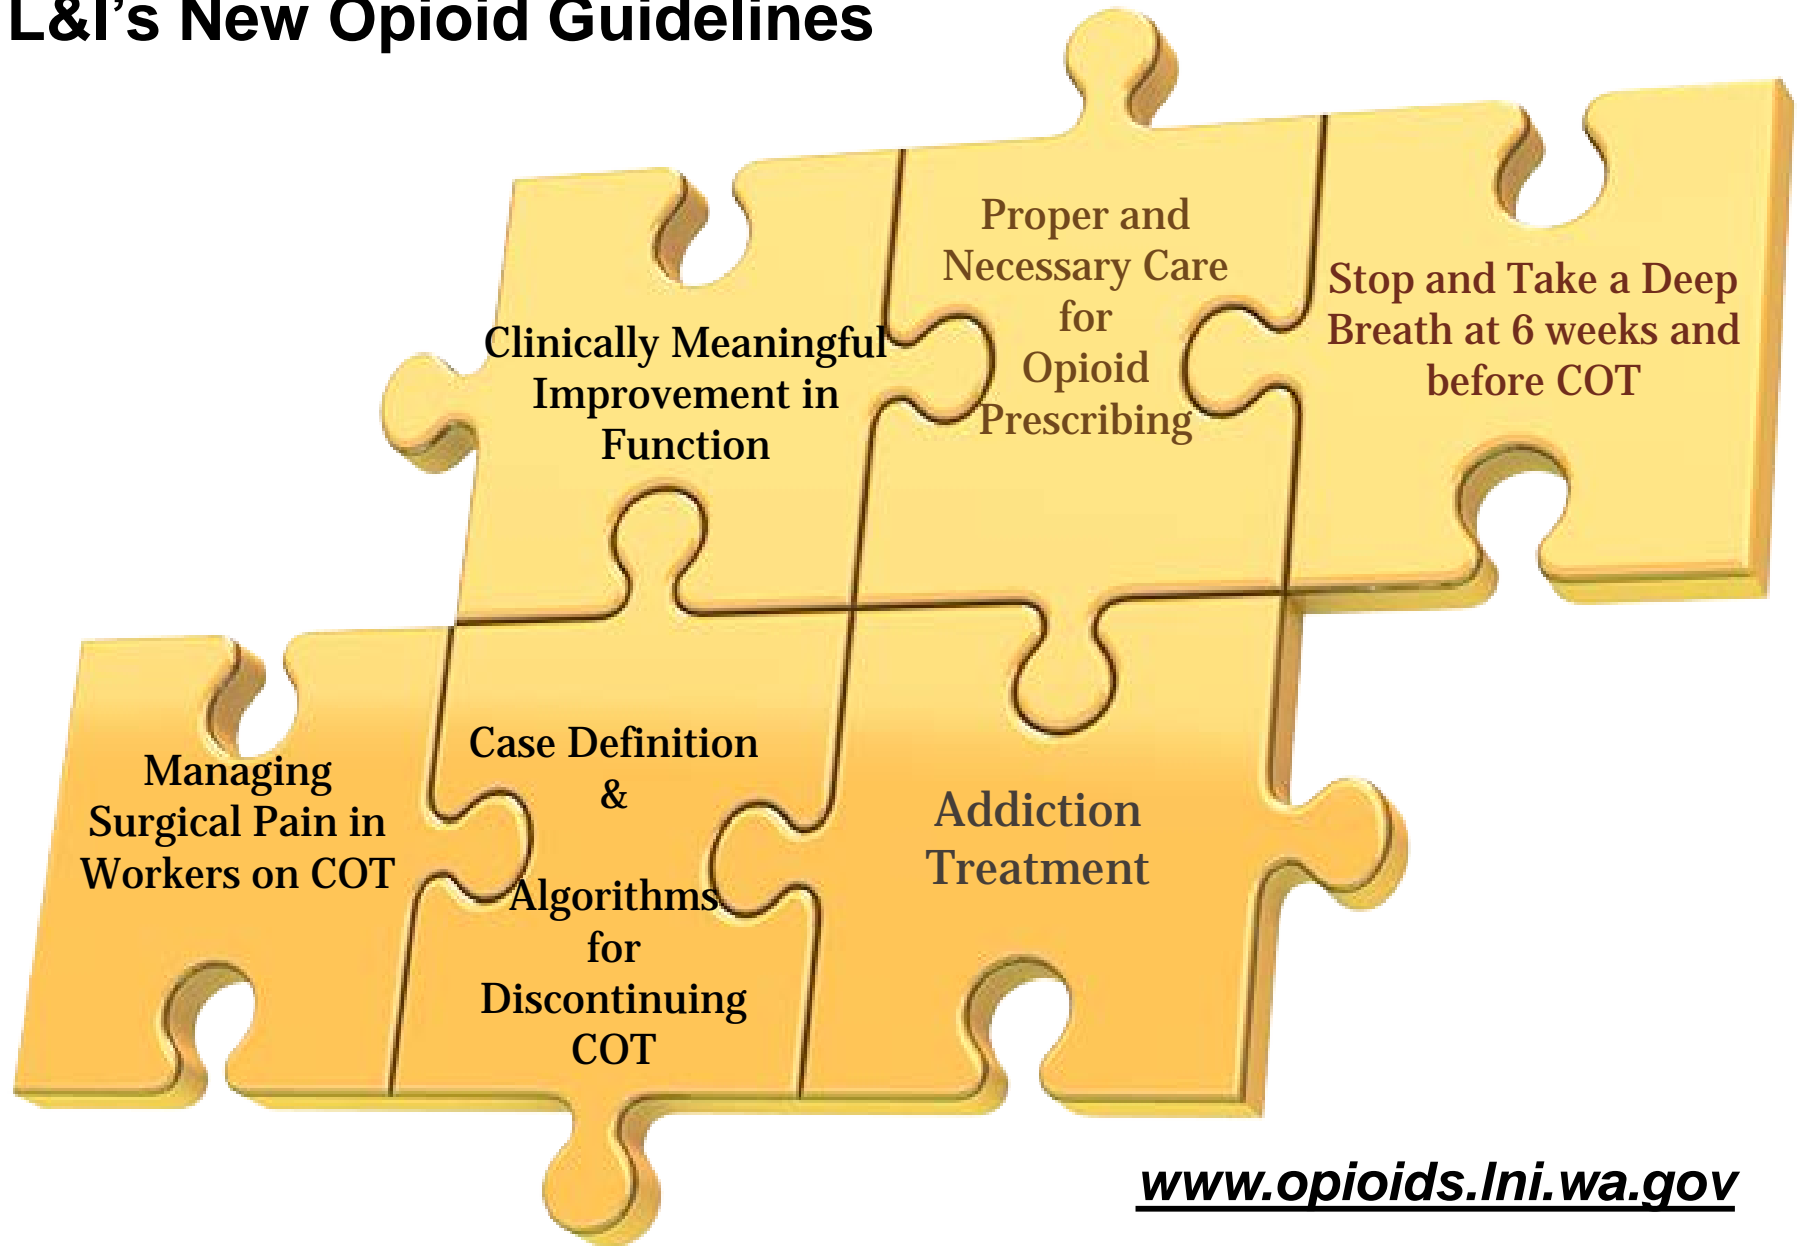 L&I's New Opioid Guidelines
Clinically Meaningful
Improvement in
Function
Proper and
Necessary Care
for
Opioid
Prescribing
Stop and Take a Deep
Breath at 6 weeks and
before COT
Managing
Surgical Pain in
Workers on COT
Case Definition
&
Algorithms
for
Discontinuing
COT
Addiction
Treatment
www.opioids.lni.wa.gov